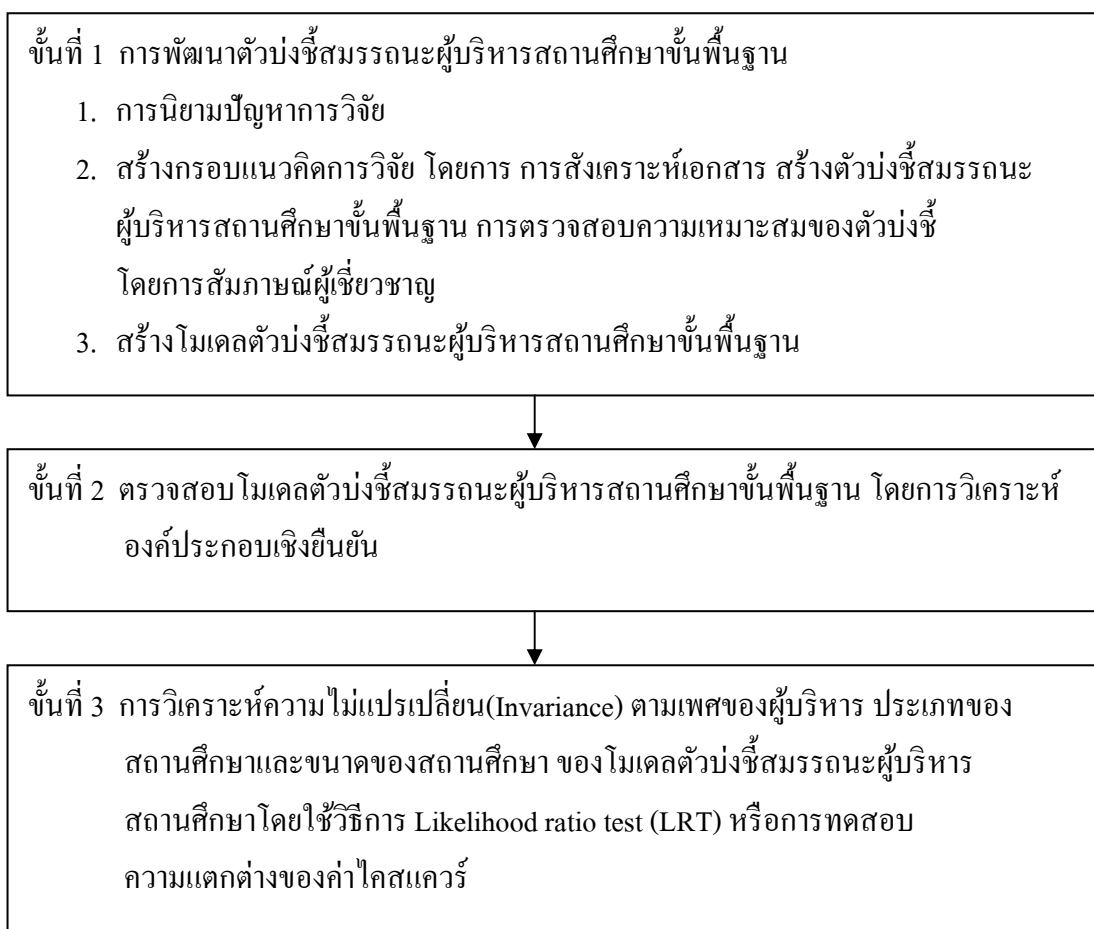 ขั้นที่ 1 การพัฒนาตัวบ่งชี้สมรรถนะผู้บริหารสถานศึกษาขั้นพื้นฐาน
1. การนิยามปัญหาการวิจัย
2. สร้างกรอบแนวคิดการวิจัย โดยการ การสังเคราะห์เอกสาร สร้างตัวบ่งชี้สมรรถนะ
ผู้บริหารสถานศึกษาขั้นพื้นฐาน การตรวจสอบความเหมาะสมของตัวบ่งชี้
โดยการสัมภาษณ์ผู้เชี่ยวชาญ
3. สร้างโมเดลตัวบ่งชี้สมรรถนะผู้บริหารสถานศึกษาขั้นพื้นฐาน
ขั้นที่ 2 ตรวจสอบโมเดลตัวบ่งชี้สมรรถนะผู้บริหารสถานศึกษาขั้นพื้นฐาน โดยการวิเคราะห์
องค์ประกอบเชิงยืนยัน
ขั้นที่ 3 การวิเคราะห์ความไม่แปรเปลี่ยน(Invariance) ตามเพศของผู้บริหาร ประเภทของ
สถานศึกษาและขนาดของสถานศึกษา ของโมเดลตัวบ่งชี้สมรรถนะผู้บริหาร
สถานศึกษาโดยใช้วิธีการ Likelihood ratio test (LRT) หรือการทดสอบ
ความแตกต่างของค่าไคสแควร์